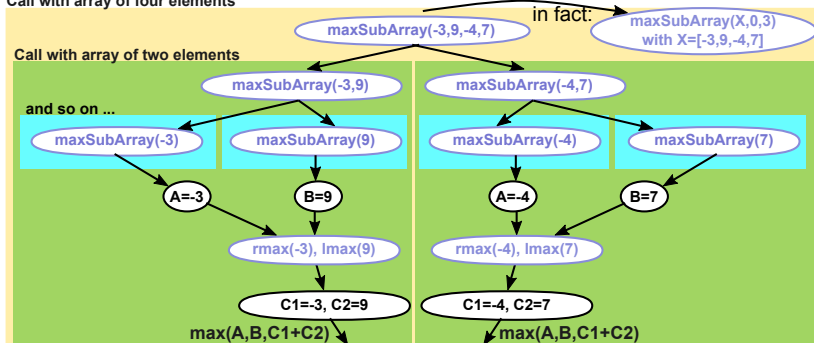 Call with array of four elements
in fact:
maxSubArray(X,0,3)
with X=[-3,9,-4,7]
maxSubArray(-3,9,-4,7)
Call with array of two elements
maxSubArray(-3,9)
maxSubArray(-4,7)
and so on ...
maxSubArray(-3)
maxSubArray(9)
maxSubArray(-4)
maxSubArray(7)
A=-3
B=9
A=-4
B=7
rmax(-3), lmax(9)
rmax(-4), lmax(7)
C1=-3, C2=9
C1=-4, C2=7
max(A,B,C1+C2)
max(A,B,C1+C2)